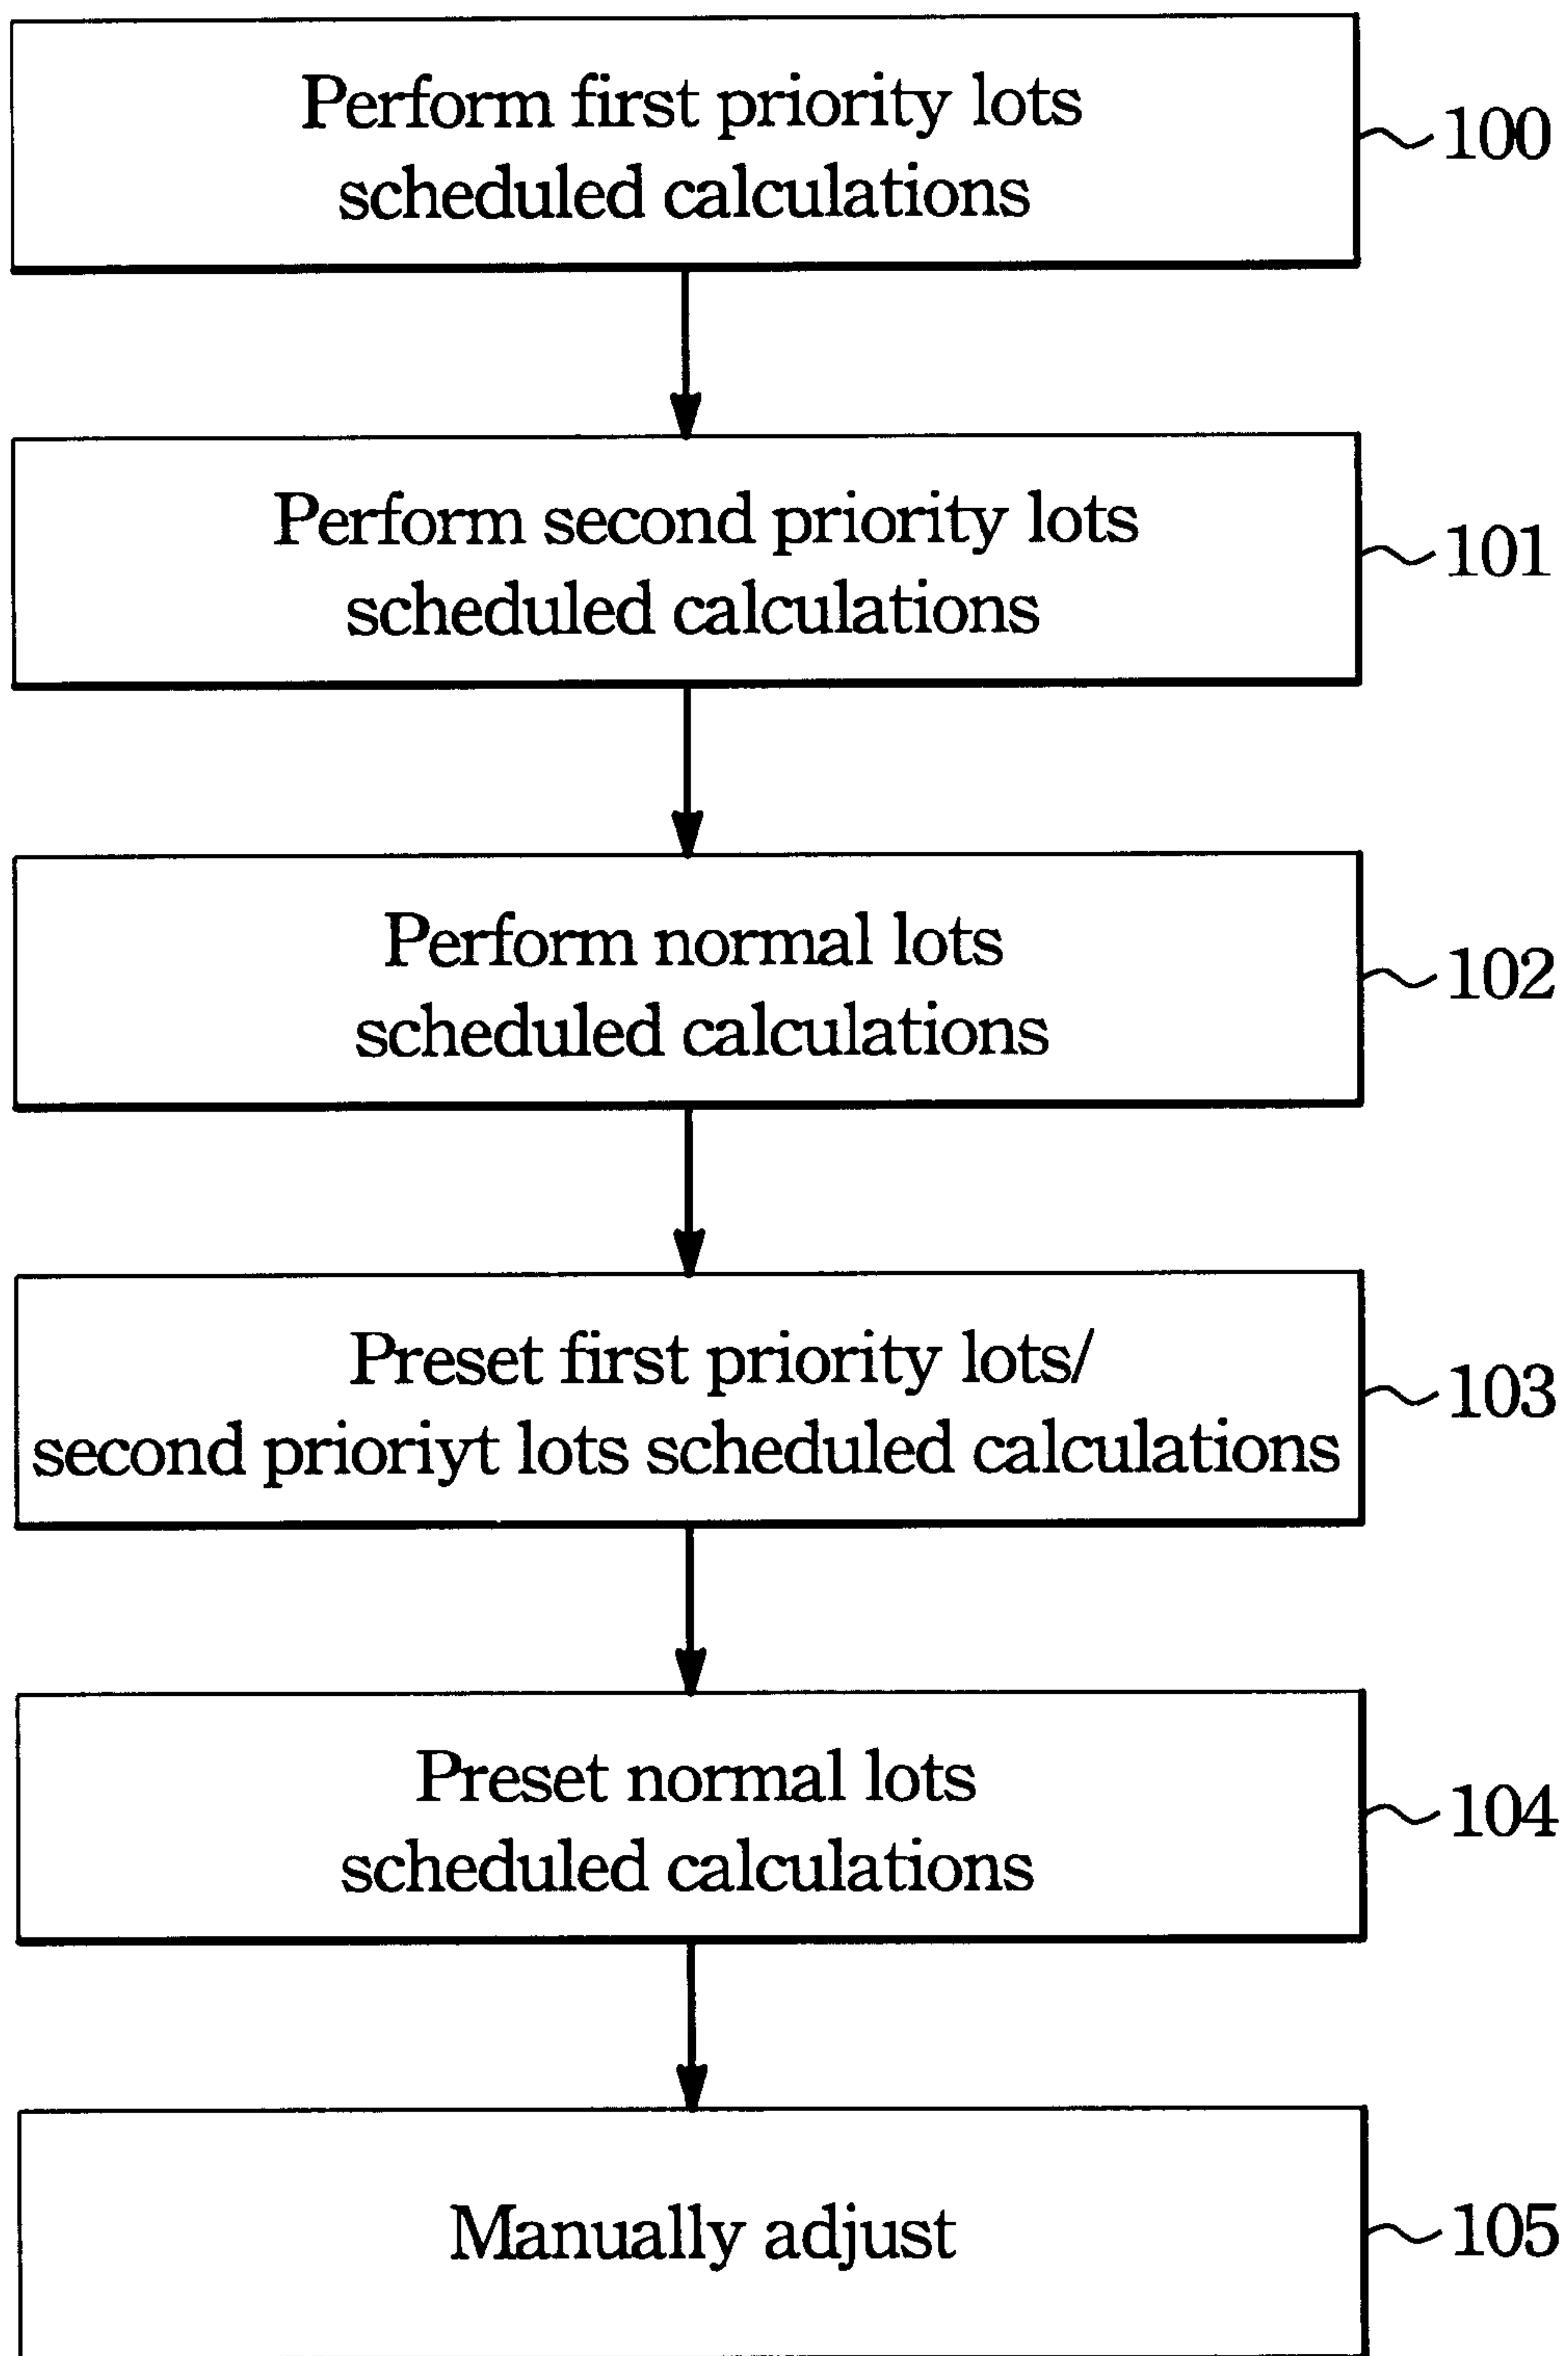 Perform first priority lots
scheduled calculations
100
Perform second priority lots
scheduled calculations
101
Perform normal lots
scheduled calculations
102
Preset first priority lots/
second prioriyt lots scheduled calculations
103
Preset normal lots
scheduled calculations
104
Manually adjust
105